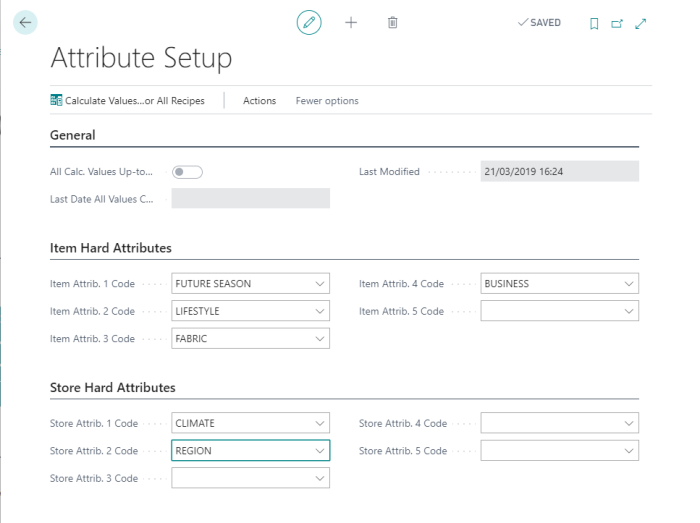 SAVED
Attribute Setup
Calculate Values...or All Recipes Actions Fewer options
General
All Calc. Values Up-to... Last Modified 21/03/2019 16:24
Last Date All Values C...
Item Hard Attributes
Item Attrib. 1 Code FUTURE SEASON Item Attrib. 4 Code BUSINESS
Item Attrib. 2 Code LIFESTYLE Item Attrib. 5 Code
Item Attrib. 3 Code FABRIC
Store Hard Attributes
Store Attrib. 1 Code CLIMATE Store Attrib. 4 Code
Store Attrib. 2 Code REGION Store Attrib. 5 Code
Store Attrib. 3 Code